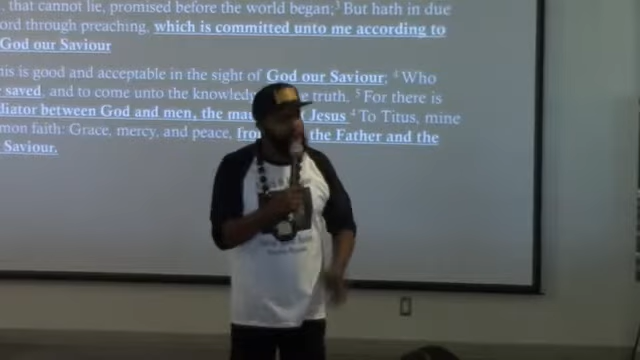 , that cannot lie, promised before the world began;³ But hath in due
ord through preaching, which is committed unto me according to
God our Saviour
his is good and acceptable in the sight of God our Saviour; ⁴ Who
saved, and to come unto the knowledg e truth. ⁵ For there is
diator between God and men, the ma Jesus ⁴ To Titus, mine
mon faith: Grace, mercy, and peace, fro the Father and the
Saviour.